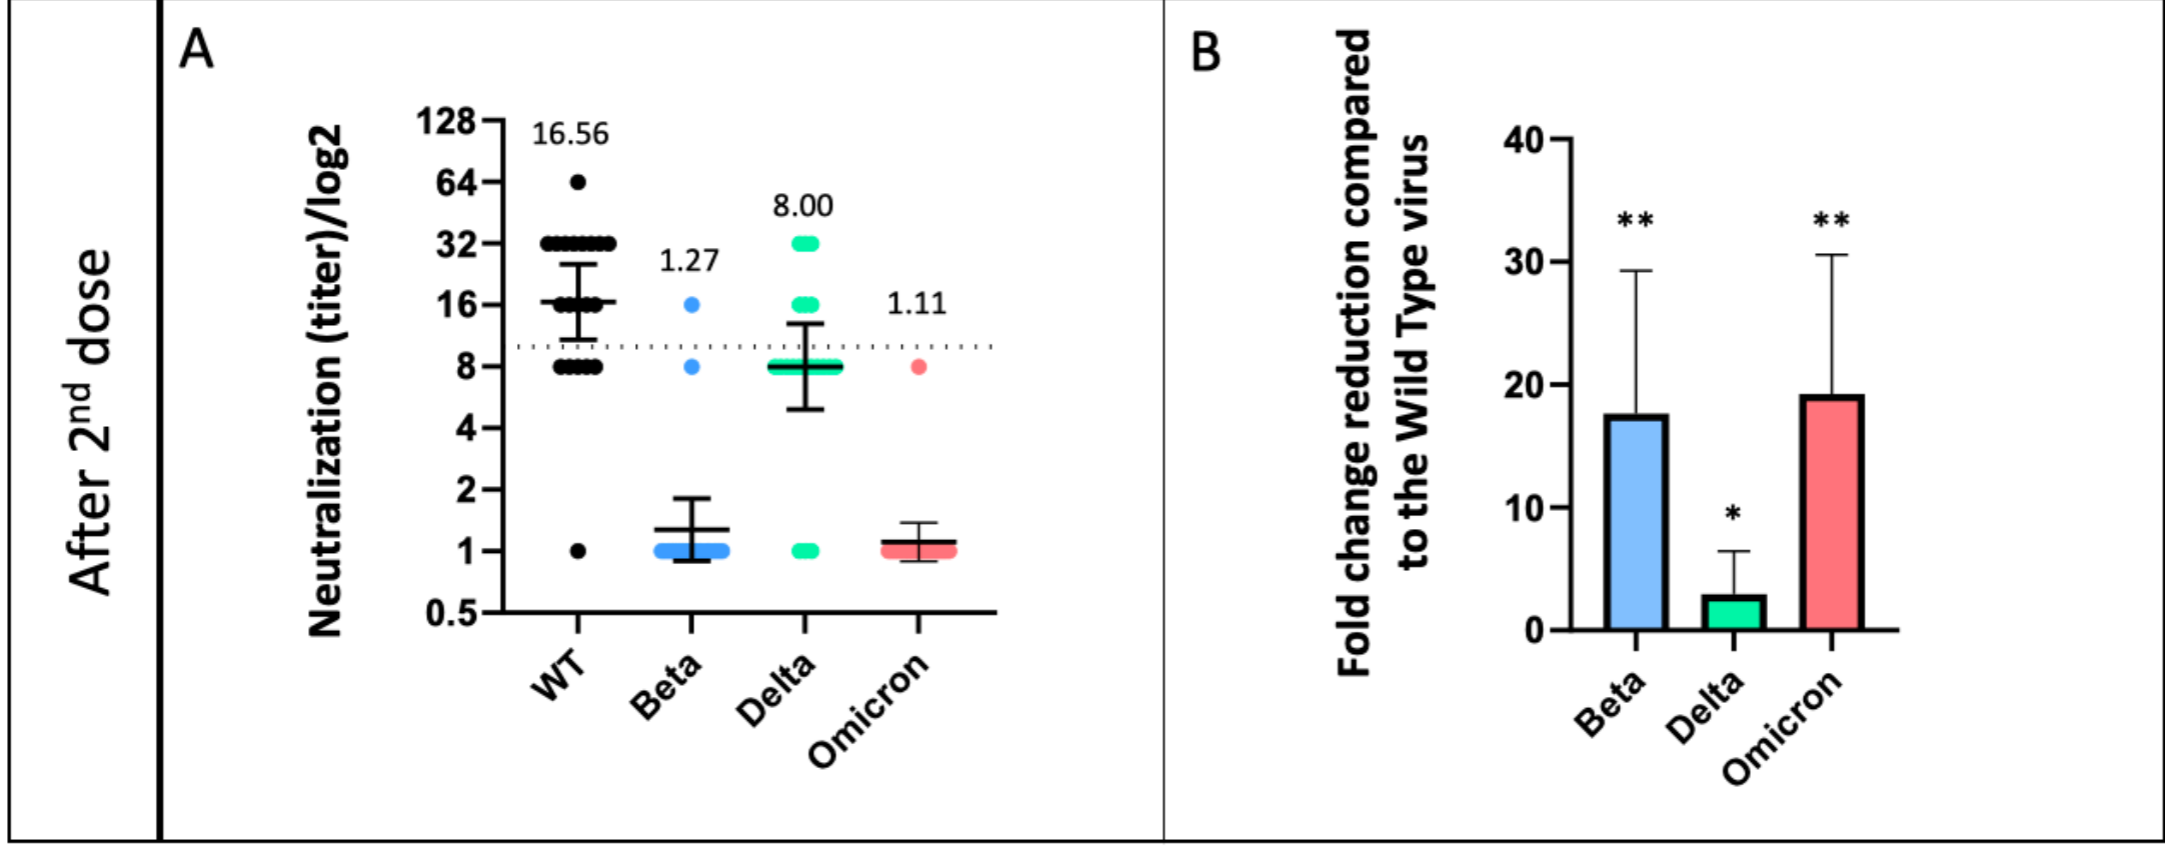 After 2nd dose
A
Neutralization (titer)/log2
128
64
32
16
8
4
2
1
0.5
16.56
1.27
8.00
1.11
WT
Beta
Delta
Omicron
B
Fold change reduction compared
to the Wild Type virus
40
30
20
10
0
**
*
**
Beta
Delta
Omicron